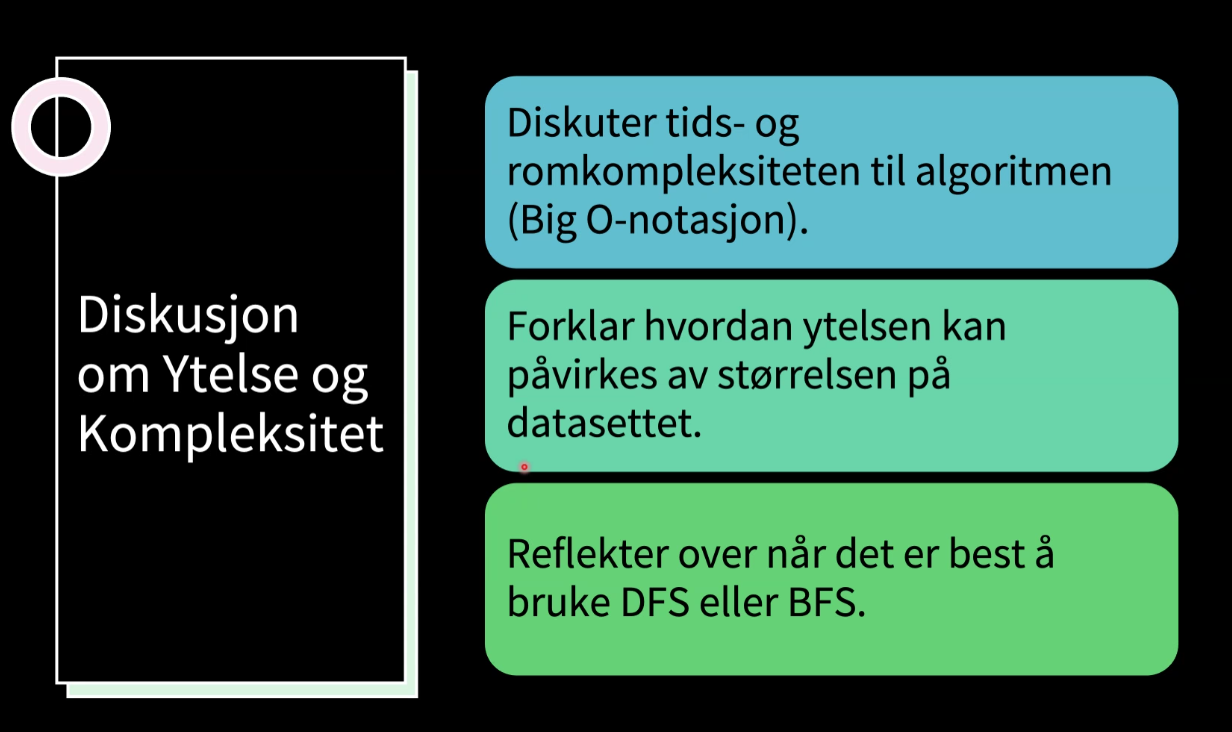 Diskusjon
om Ytelse og
Kompleksitet
Diskuter tids- og
romkompleksiteten til algoritmen
(Big O-notasjon).
Forklar hvordan ytelsen kan
påvirkes av størrelsen på
datasettet.
Reflekter over når det er best å
bruke DFS eller BFS.